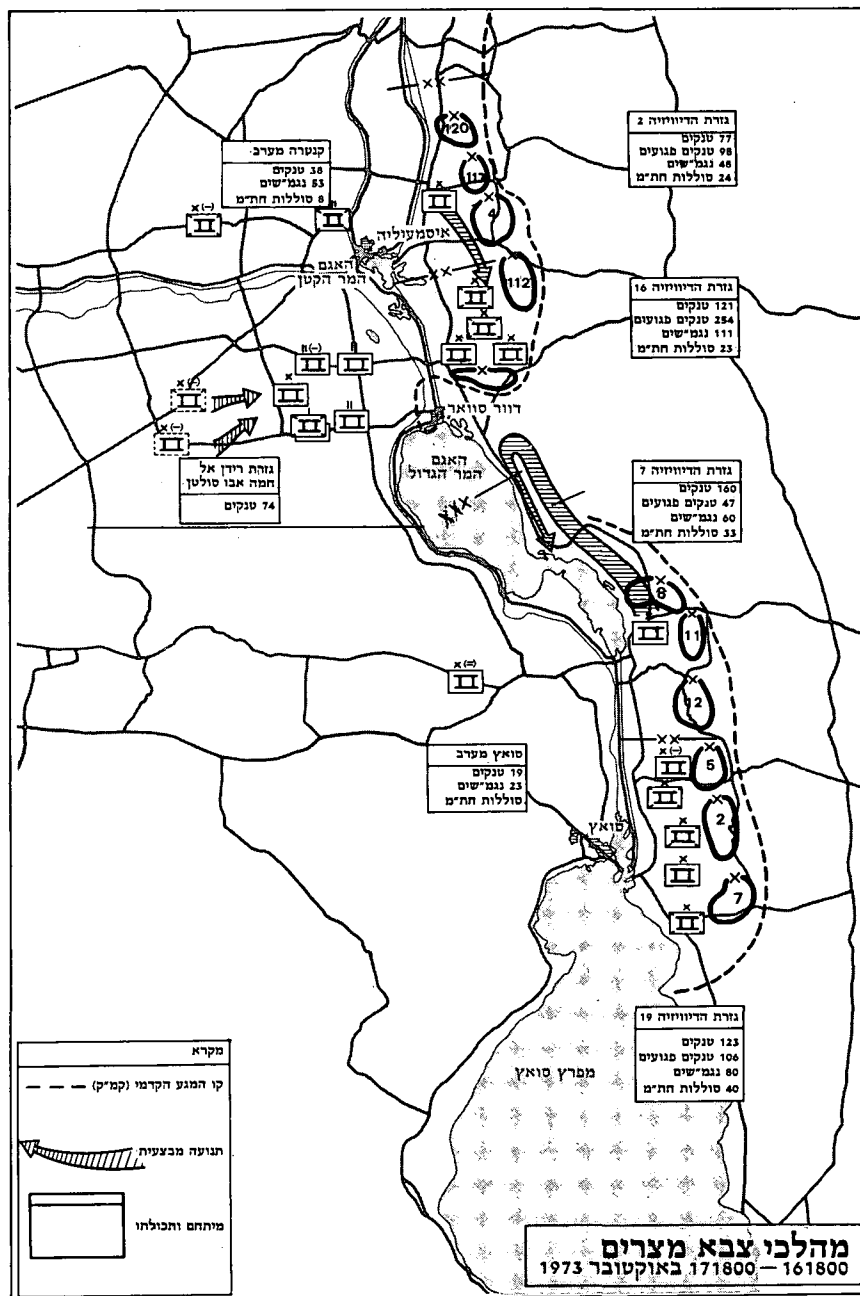 גזרת הדיוויזיה 2
77 טנקים
98 טנקים פגועים
48 נגמ"שים
24 סוללות חת"מ
קנטרה מערב
38 טנקים
53 נגמ"שים
8 סוללות חת"מ
120
117
4
112
איסמעיליה
האגם
המר הקטן
גזרת הדיוויזיה 16
121 טנקים
254 טנקים פגועים
111 נגמ"שים
23 סוללות חת"מ
דוור סוואר
האגם
המר הגדול
XXX
גזרת רידן אל
חמה אבו סולטן
74 טנקים
גזרת הדיוויזיה 7
160 טנקים
47 טנקים פגועים
60 נגמ"שים
33 סוללות חת"מ
8
11
12
5
2
7
סואץ מערב
19 טנקים
23 נגמ"שים
סוללות חת"מ
סואץ
גזרת הדיוויזיה 19
123 טנקים
106 טנקים פגועים
80 נגמ"שים
40 סוללות חת"מ
מפרץ סואץ
מקרא
קו המגע הקדמי (קמ"ק)
תנועה מבצעית
מיתחם ותכולתו
מהלכי צבא מצרים
161800 – 171800 באוקטובר 1973